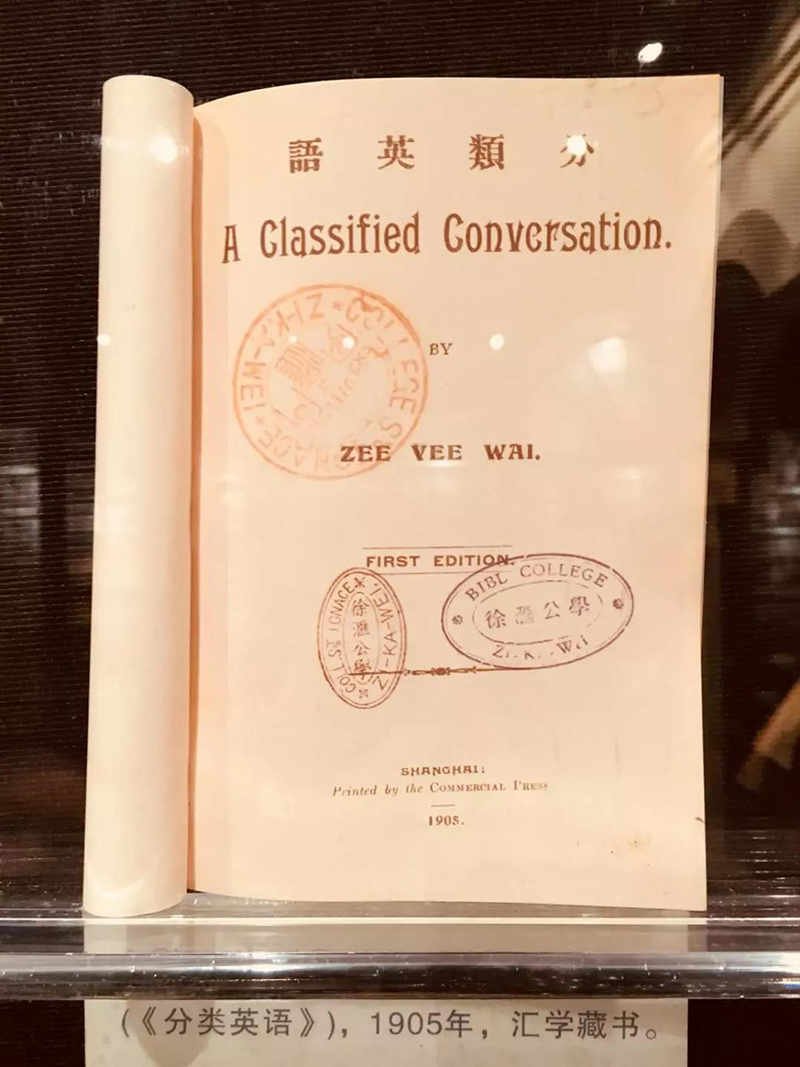 分類英語
A Classified Conversation.
COLLEGE
ZI-KA-WEI
BY
ZEE VEE WAI.
FIRST EDITION.
COLL. ST IGNACE
ZI-KA-WEI.
徐滙公學
BIBL COLLEGE
徐滙公學
SHANGHAI:
Printed by the COMMERCIAL PRESS
1905.
(《分类英语》)，1905年，汇学藏书。